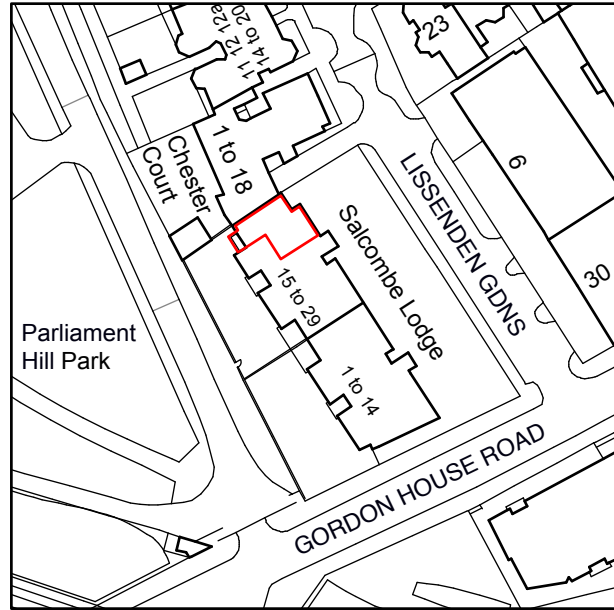 11 12 12a
14 to 20
23
1 to 18
Chester
Court
6
LISSENDEN GDNS
Salcombe Lodge
30
15 to 29
Parliament
Hill Park
1 to 14
GORDON HOUSE ROAD